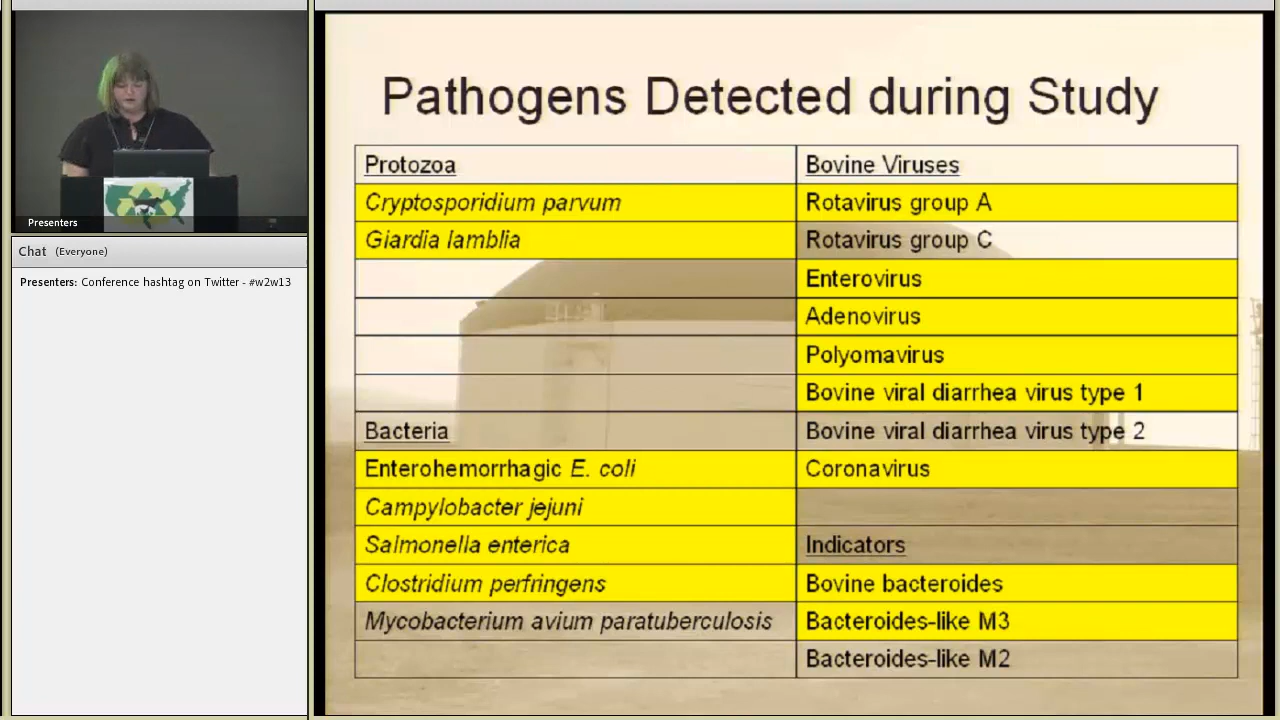 Presenters
Chat (Everyone)
Presenters: Conference hashtag on Twitter - #w2w13
Pathogens Detected during Study
Protozoa
Bovine Viruses
Cryptosporidium parvum
Rotavirus group A
Giardia lamblia
Rotavirus group C
Enterovirus
Adenovirus
Polyomavirus
Bovine viral diarrhea virus type 1
Bacteria
Bovine viral diarrhea virus type 2
Enterohemorrhagic E. coli
Coronavirus
Campylobacter jejuni
Salmonella enterica
Indicators
Clostridium perfringens
Bovine bacteroides
Mycobacterium avium paratuberculosis
Bacteroides-like M3
Bacteroides-like M2